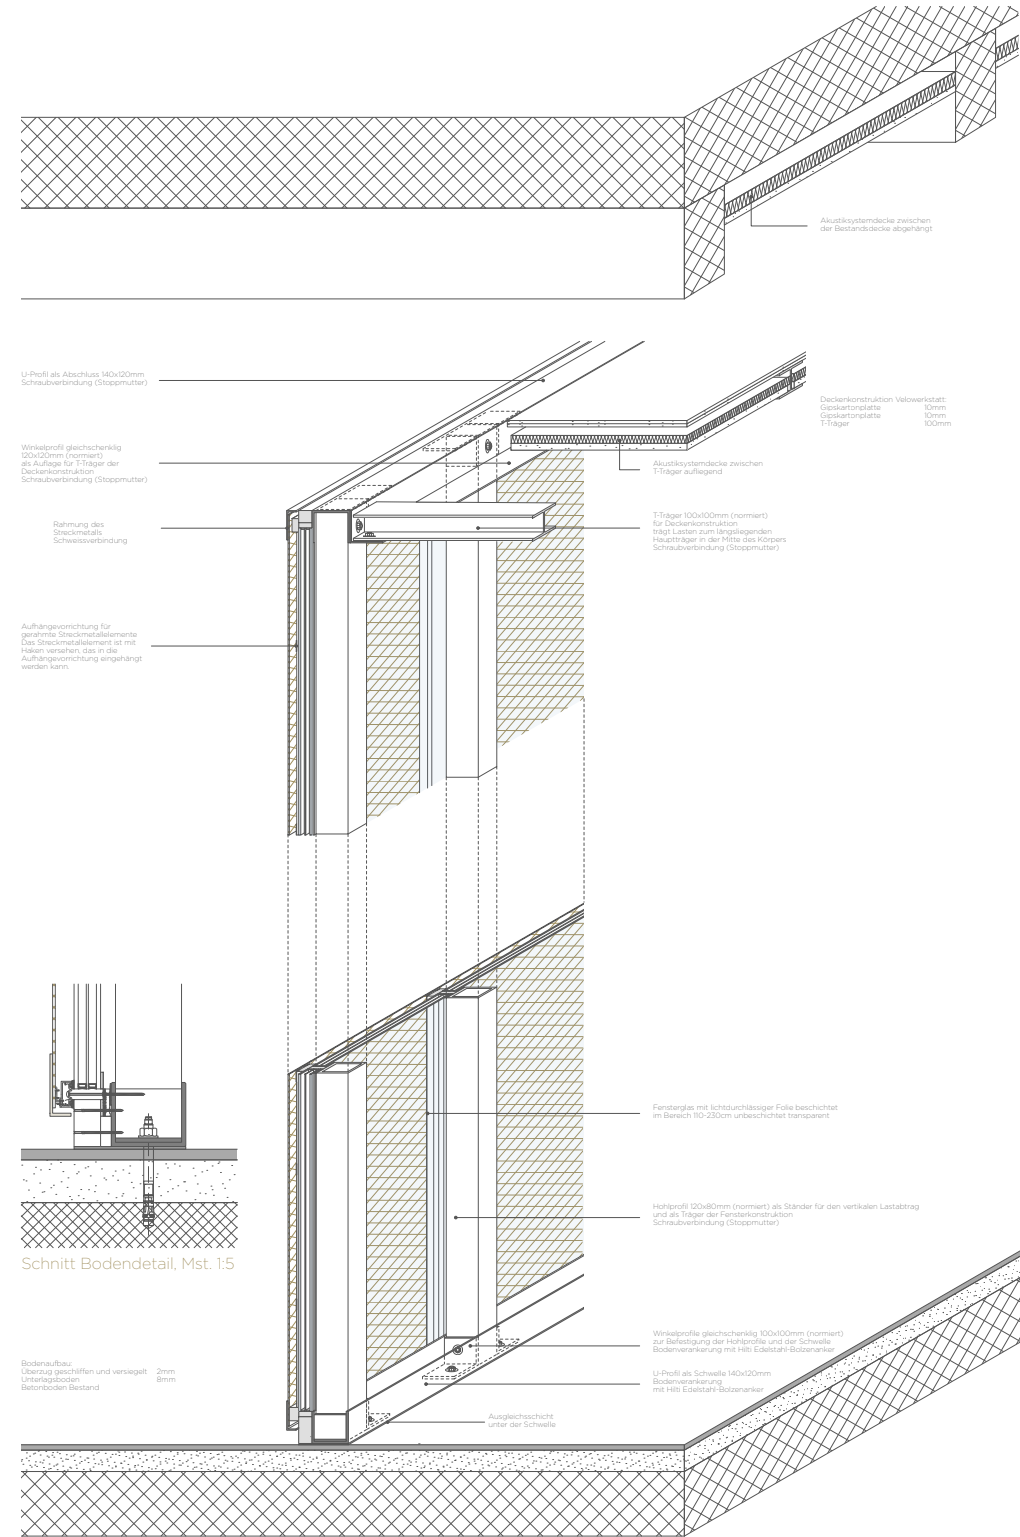 Akustiksystemdecke zwischen
der Bestandsdecke abgehängt
U-Profil als Abschluss 140x120mm
Schraubverbindung (Stoppmutter)
Deckenkonstruktion Velowerkstatt:
Gipskartonplatte 10mm
Gipskartonplatte 10mm
T-Träger 100mm
Winkelprofil gleichschenklig
120x120mm (normiert)
als Auflage für T-Träger der
Deckenkonstruktion
Schraubverbindung (Stoppmutter)
Akustiksystemdecke zwischen
T-Träger aufliegend
Rahmung des
Streckmetalls
Schweissverbindung
T-Träger 100x100mm (normiert)
für Deckenkonstruktion
trägt Lasten zum längsliegenden
Hauptträger in der Mitte des Körpers
Schraubverbindung (Stoppmutter)
Aufhängevorrichtung für
gerahmte Streckmetallelemente
Das Streckmetallelement ist mit
Haken versehen, das in die
Aufhängevorrichtung eingehängt
werden kann
Fensterglas mit lichtdurchlässiger Folie beschichtet
im Bereich 110-230cm unbeschichtet transparent
Hohlprofil 120x80mm (normiert) als Ständer für den vertikalen Lastabtrag
und als Träger der Fensterkonstruktion
Schraubverbindung (Stoppmutter)
Schnitt Bodendetail, Mst. 1:5
Winkelprofile gleichschenklig 100x100mm (normiert)
zur Befestigung der Hohlprofile und der Schwelle
Bodenverankerung mit Hilti Edelstahl-Bolzenanker
Bodenaufbau:
Überzug geschliffen und versiegelt 2mm
Unterlagsboden 8mm
Betonboden Bestand
U-Profil als Schwelle 140x120mm
Bodenverankerung
mit Hilti Edelstahl-Bolzenanker
Ausgleichsschicht
unter der Schwelle